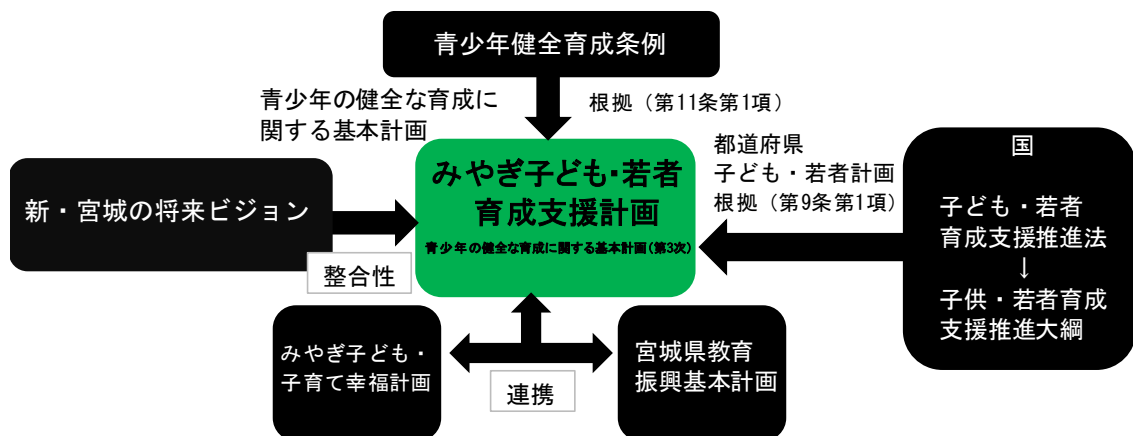 青少年健全育成条例
青少年の健全な育成に
関する基本計画
根拠（第11条第1項）
みやぎ子ども・若者
育成支援計画
青少年の健全な育成に関する基本計画（第3次）
都道府県
子ども・若者計画
根拠（第9条第1項）
国
子ども・若者
育成支援推進法
↓
子供・若者育成
支援推進大綱
新・宮城の将来ビジョン
整合性
みやぎ子ども・
子育て幸福計画
連携
宮城県教育
振興基本計画